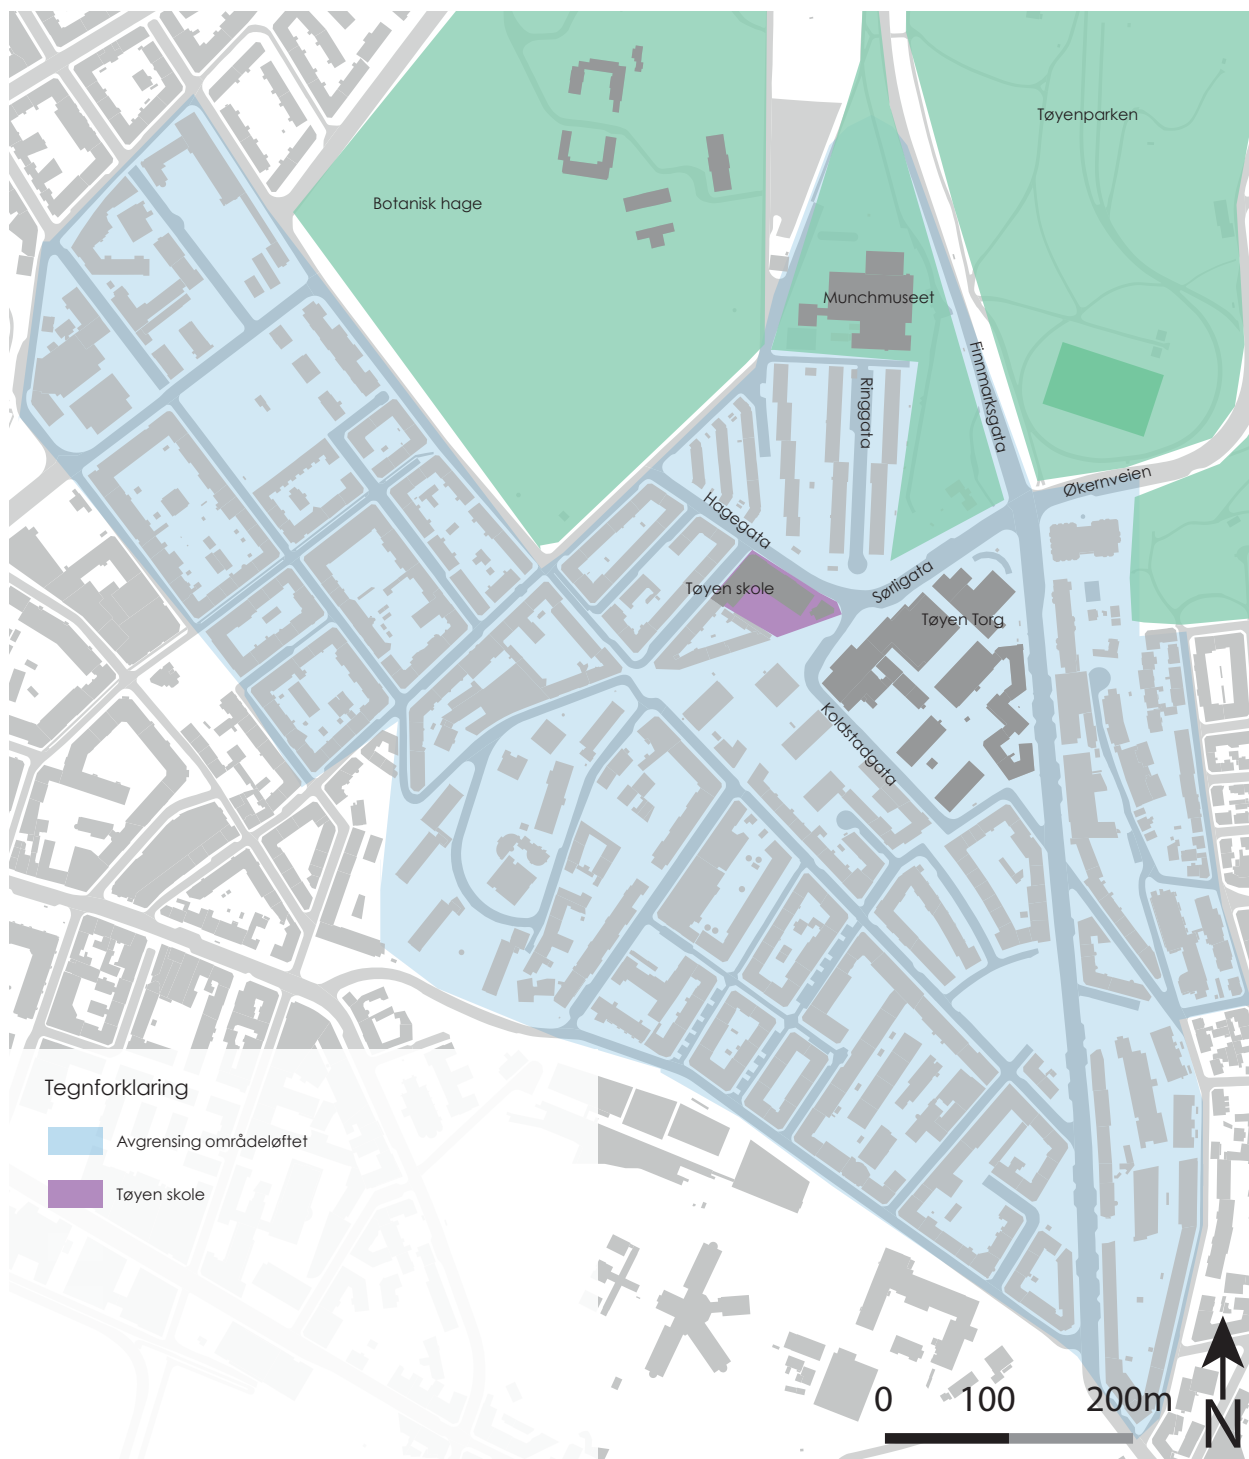 Tøyenparken
Botanisk hage
Munchmuseet
Finnmarksgata
Ringgata
Økernveien
Hagegata
Sørligata
Tøyen skole
Tøyen Torg
Koldstadgata
Tegnforklaring
Avgrensing områdeløftet
Tøyen skole
0 100 200m
N